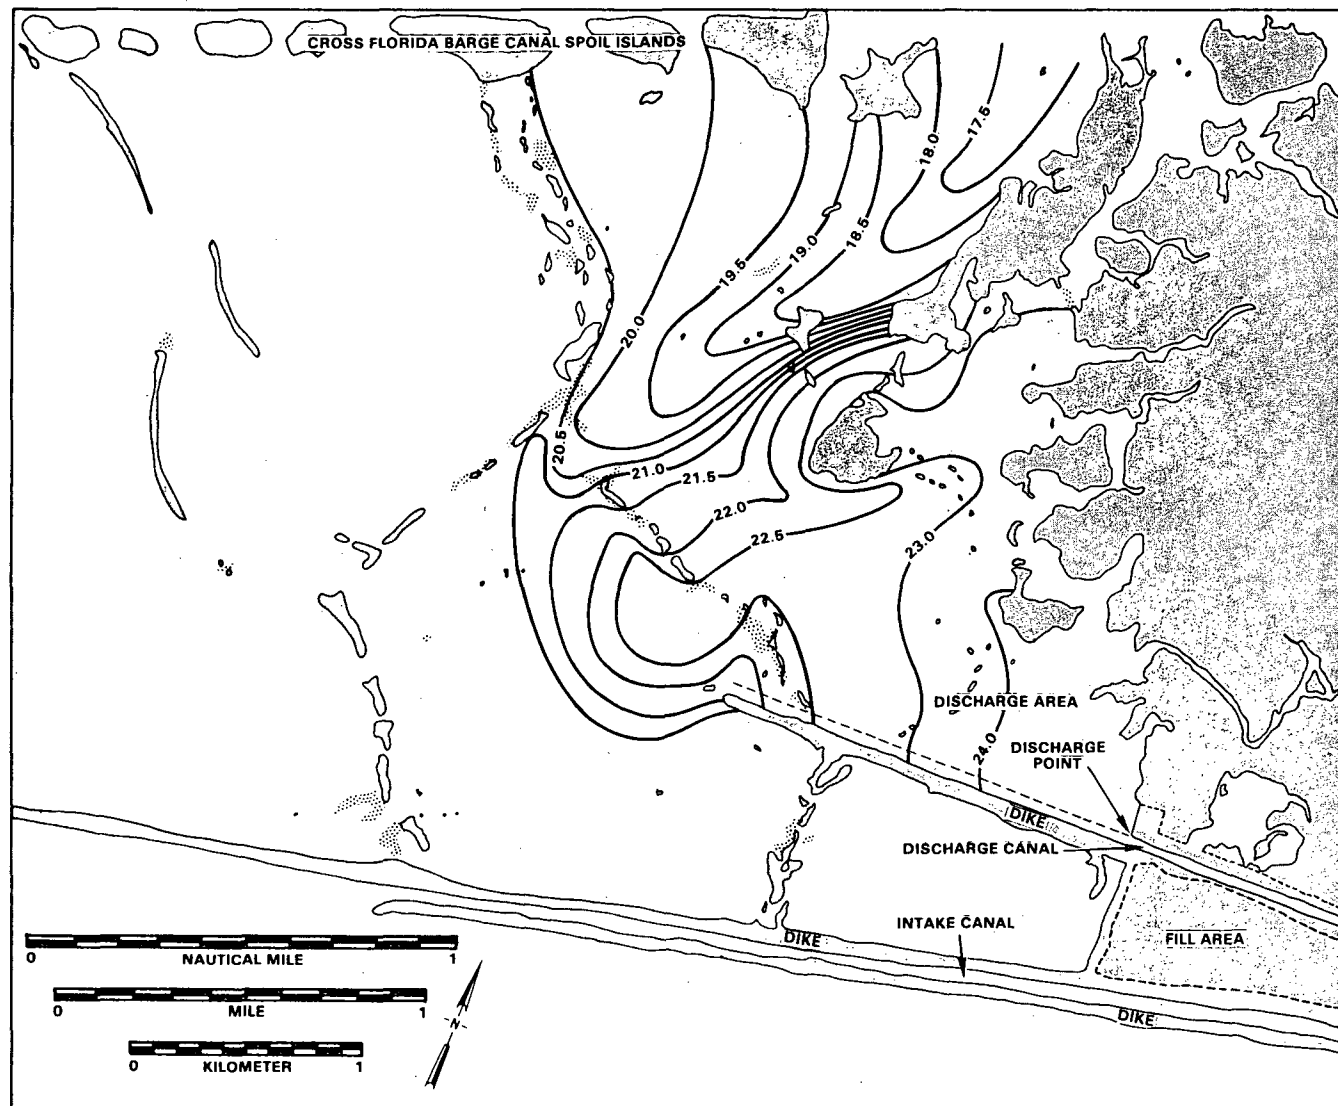 CROSS FLORIDA BARGE CANAL SPOIL ISLANDS
17.5
18.0
18.5
19.0
19.5
20.0
20.5
21.0
21.5
22.0
22.5
23.0
24.0
DISCHARGE AREA
DISCHARGE
POINT
DIKE
DISCHARGE CANAL
INTAKE CANAL
DIKE
FILL AREA
DIKE
0 1
NAUTICAL MILE
0 1
MILE
0 1
KILOMETER
N